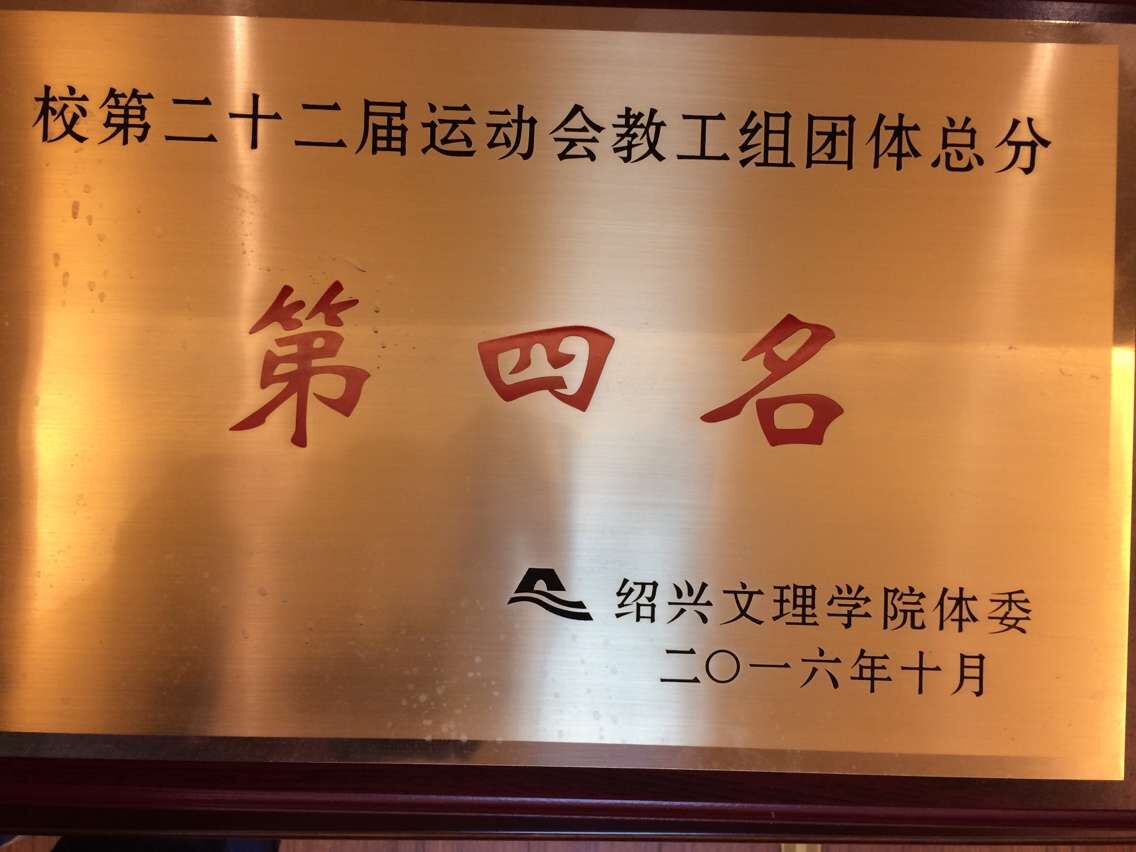 校第二十二届运动会教工组团体总分
第四名
绍兴文理学院体委
二〇一六年十月